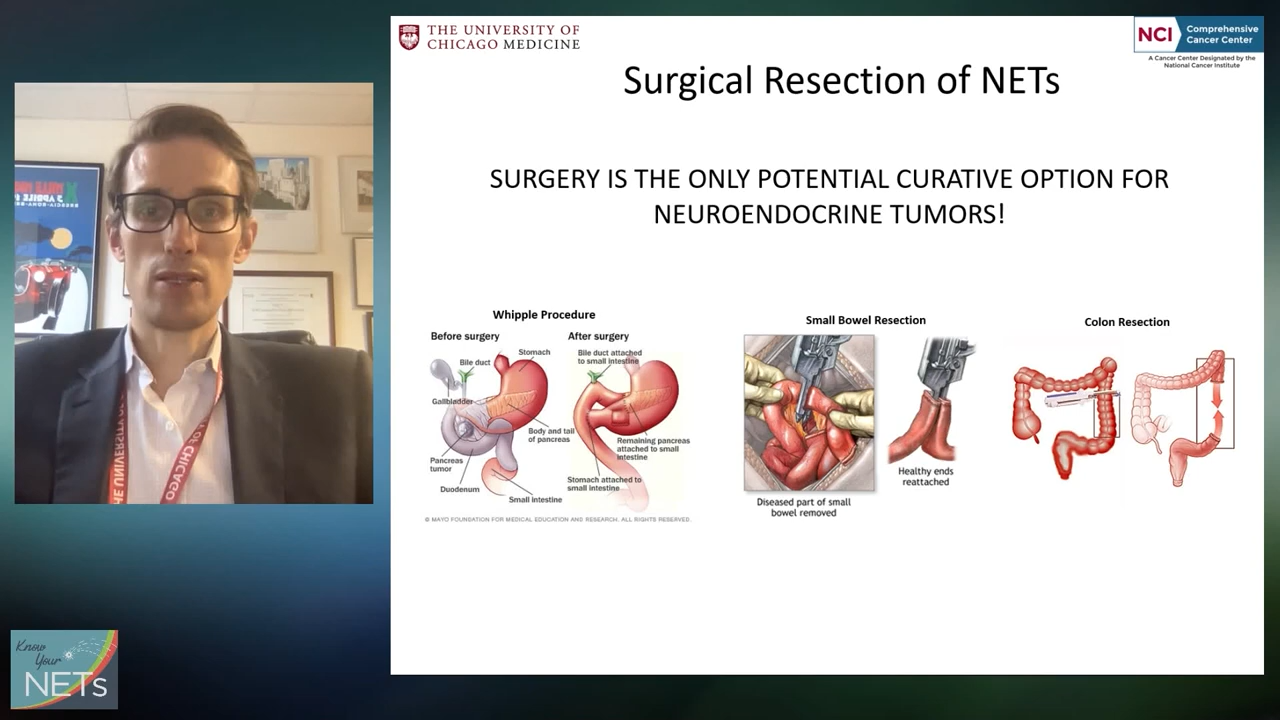 THE UNIVERSITY OF
CHICAGO MEDICINE
NCI Comprehensive
Cancer Center
A Cancer Center Designated by the
National Cancer Institute
Surgical Resection of NETs
SURGERY IS THE ONLY POTENTIAL CURATIVE OPTION FOR
NEUROENDOCRINE TUMORS!
Whipple Procedure
Before surgery
After surgery
Stomach
Bile duct
Gallbladder
Body and tail
of pancreas
Pancreas
tumor
Duodenum
Small intestine
Bile duct attached
to small intestine
Remaining pancreas
attached to small
intestine
Stomach attached to
small intestine
© MAYO FOUNDATION FOR MEDICAL EDUCATION AND RESEARCH. ALL RIGHTS RESERVED.
Small Bowel Resection
Diseased part of small
bowel removed
Healthy ends
reattached
Colon Resection
THE UNIVERSITY
OF CHICAGO
Know
Your
NETs